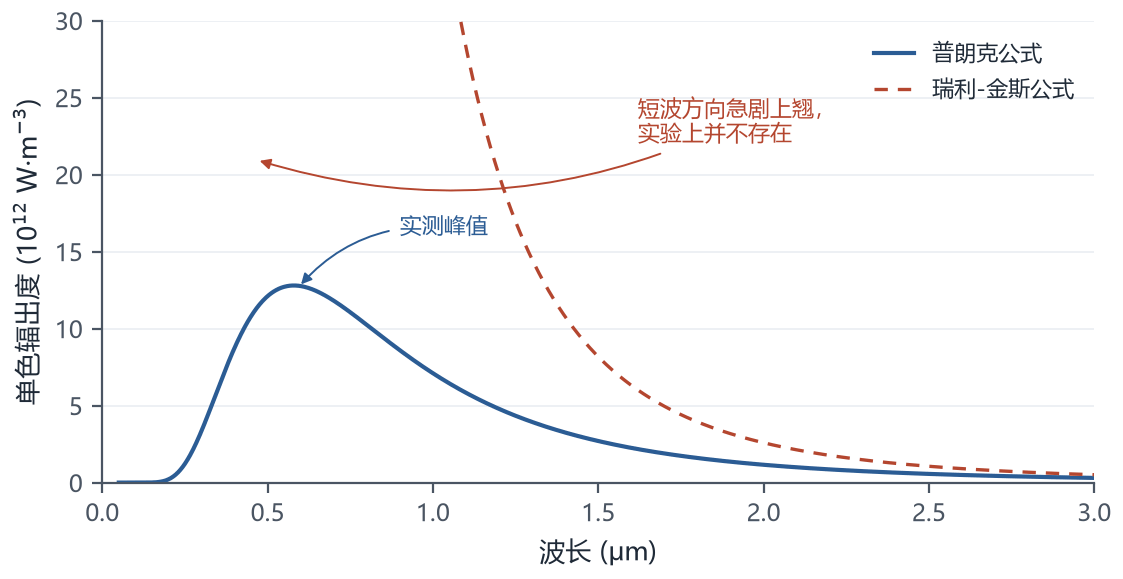 30
25
20
15
10
5
0
单色辐出度 (10¹² W·m⁻³)
普朗克公式
瑞利-金斯公式
短波方向急剧上翘,
实验上并不存在
实测峰值
0.0 0.5 1.0 1.5 2.0 2.5 3.0
波长 (μm)